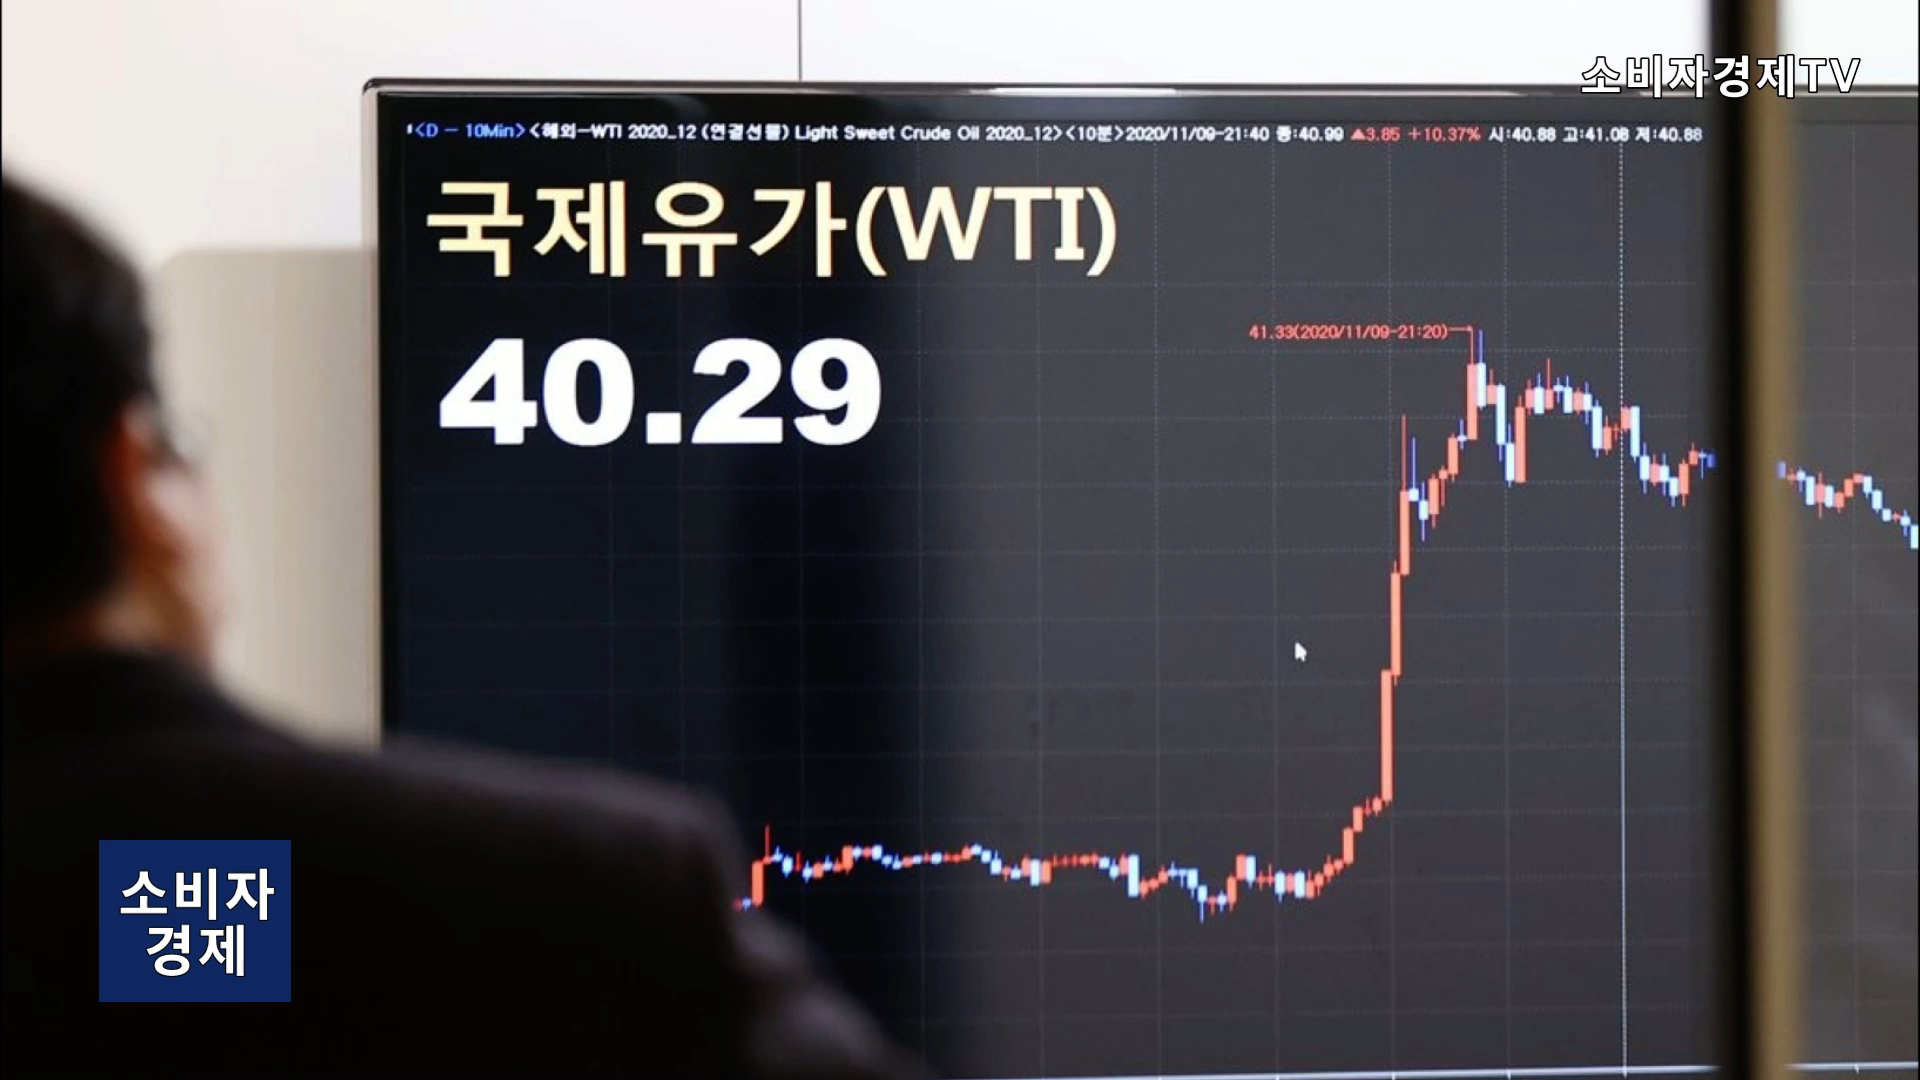 소비자경제TV
<D - 10Min> <해외-WTI 2020_12 (연결선물) Light Sweet Crude Oil 2020_12><10분>2020/11/09-21:40 종:40.99 ▲3.85 +10.37% 시:40.88 고:41.08 저:40.88
국제유가(WTI)
41.33(2020/11/09-21:20)
40.29
소비자
경제